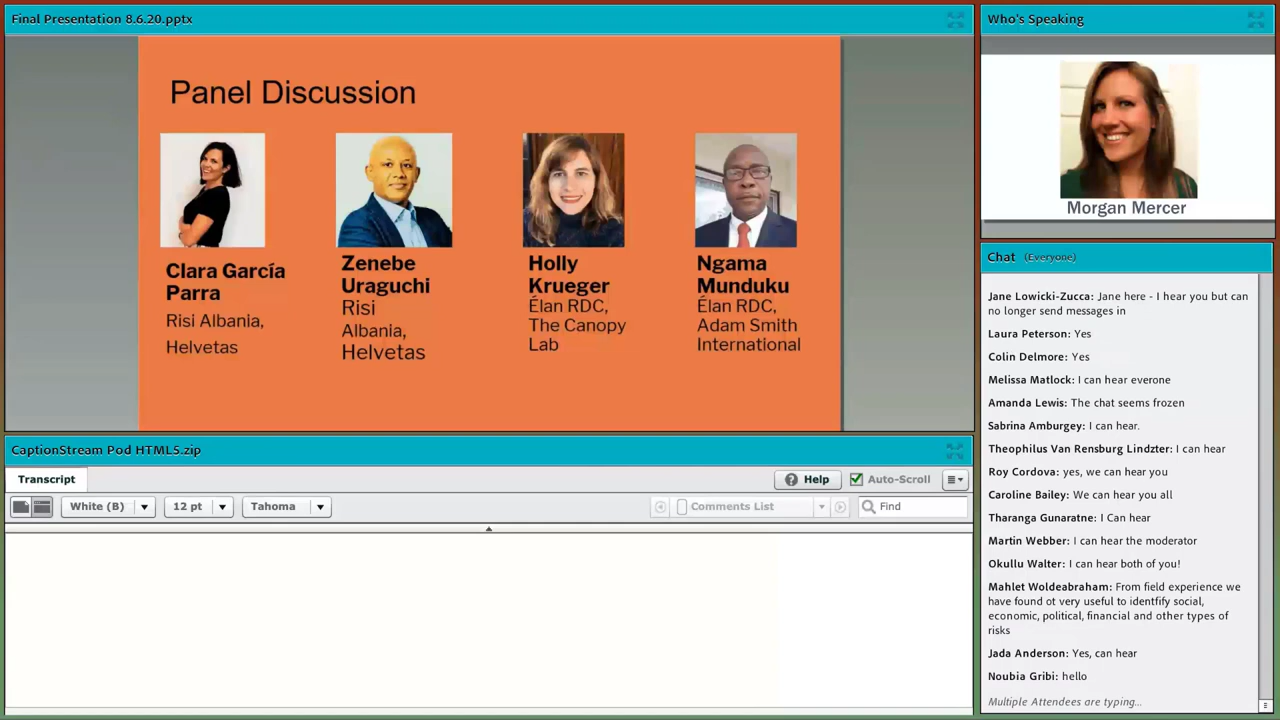 Final Presentation 8.6.20.pptx
Panel Discussion
Clara García
Parra
Risi Albania,
Helvetas
Zenebe
Uraguchi
Risi
Albania,
Helvetas
Holly
Krueger
Élan RDC,
The Canopy
Lab
Ngama
Munduku
Élan RDC,
Adam Smith
International
CaptionStream Pod HTML5.zip
Transcript
Help
Auto-Scroll
White (B)
12 pt
Tahoma
Comments List
Find
Who's Speaking
Morgan Mercer
Chat (Everyone)
Jane Lowicki-Zucca: Jane here - I hear you but can
no longer send messages in
Laura Peterson: Yes
Colin Delmore: Yes
Melissa Matlock: I can hear everone
Amanda Lewis: The chat seems frozen
Sabrina Amburgey: I can hear.
Theophilus Van Rensburg Lindzter: I can hear
Roy Cordova: yes, we can hear you
Caroline Bailey: We can hear you all
Tharanga Gunaratne: I Can hear
Martin Webber: I can hear the moderator
Okullu Walter: I can hear both of you!
Mahlet Woldeabraham: From field experience we
have found ot very useful to identfify social,
economic, political, financial and other types of
risks
Jada Anderson: Yes, can hear
Noubia Gribi: hello
Multiple Attendees are typing...